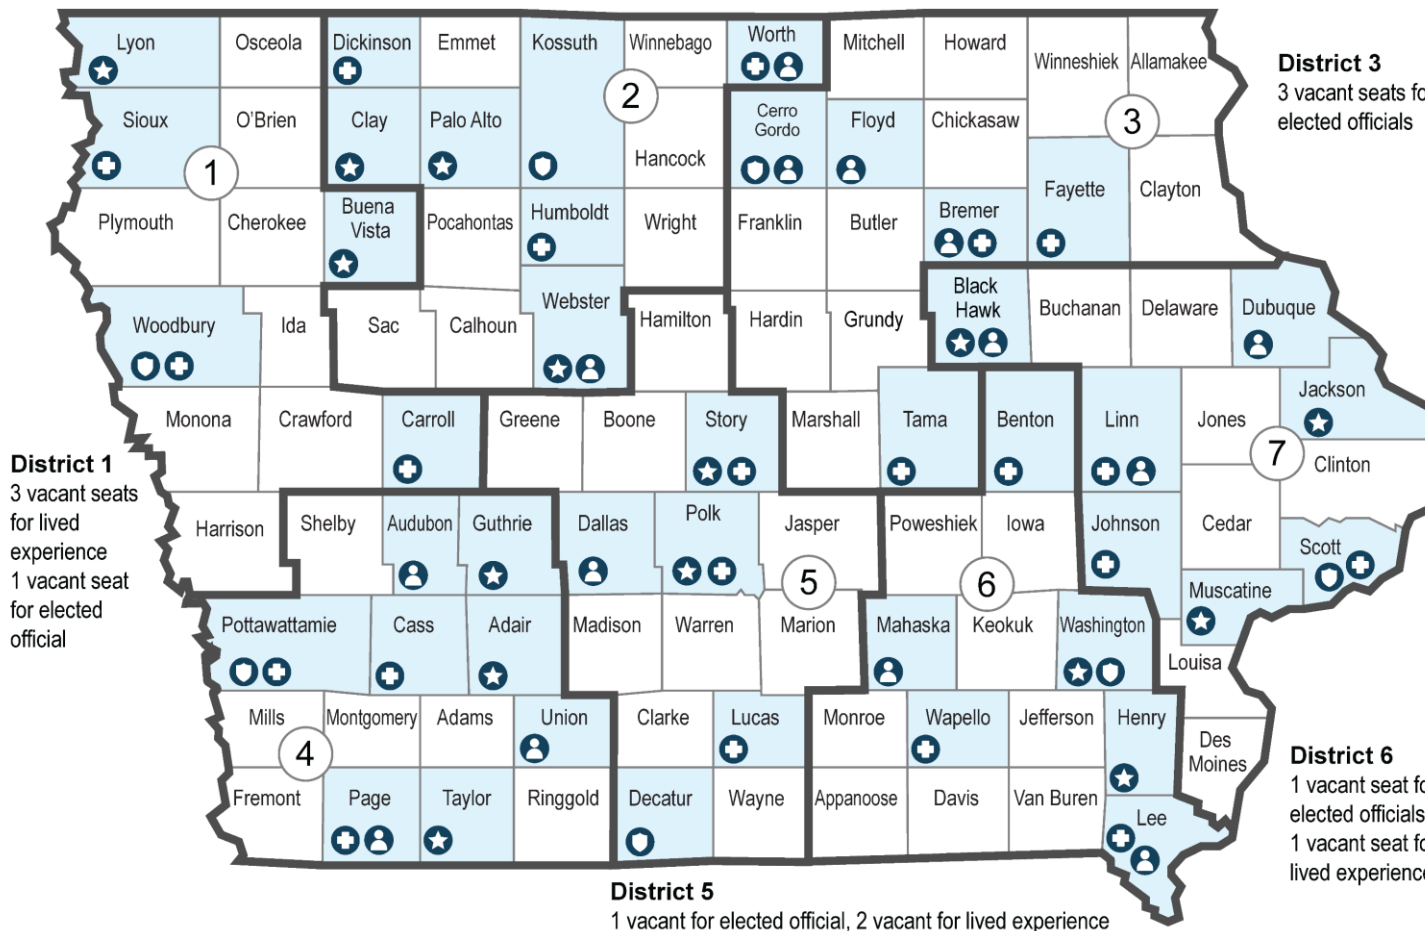 Lyon
Osceola
Dickinson
Emmet
Kossuth
Winnebago
Worth
Mitchell
Howard
Winneshiek
Allamakee
District 3
3 vacant seats fo
elected officials
2
3
Sioux
O'Brien
Clay
Palo Alto
Hancock
Cerro
Gordo
Floyd
Chickasaw
1
Fayette
Clayton
Plymouth
Cherokee
Buena
Vista
Pocahontas
Humboldt
Wright
Franklin
Butler
Bremer
Woodbury
Ida
Sac
Calhoun
Webster
Hamilton
Hardin
Grundy
Black
Hawk
Buchanan
Delaware
Dubuque
Monona
Crawford
Carroll
Greene
Boone
Story
Marshall
Tama
Benton
Linn
Jones
Jackson
7
Clinton
District 1
3 vacant seats
for lived
experience
1 vacant seat
for elected
official
Harrison
Shelby
Audubon
Guthrie
Dallas
Polk
Jasper
Poweshiek
Iowa
Johnson
Cedar
Scott
5
6
Muscatine
Pottawattamie
Cass
Adair
Madison
Warren
Marion
Mahaska
Keokuk
Washington
Louisa
Mills
Montgomery
Adams
Union
Clarke
Lucas
Monroe
Wapello
Jefferson
Henry
Des
Moines
4
Fremont
Page
Taylor
Ringgold
Decatur
Wayne
Appanoose
Davis
Van Buren
Lee
District 6
1 vacant seat fo
elected officials
1 vacant seat fo
lived experience
District 5
1 vacant for elected official, 2 vacant for lived experience